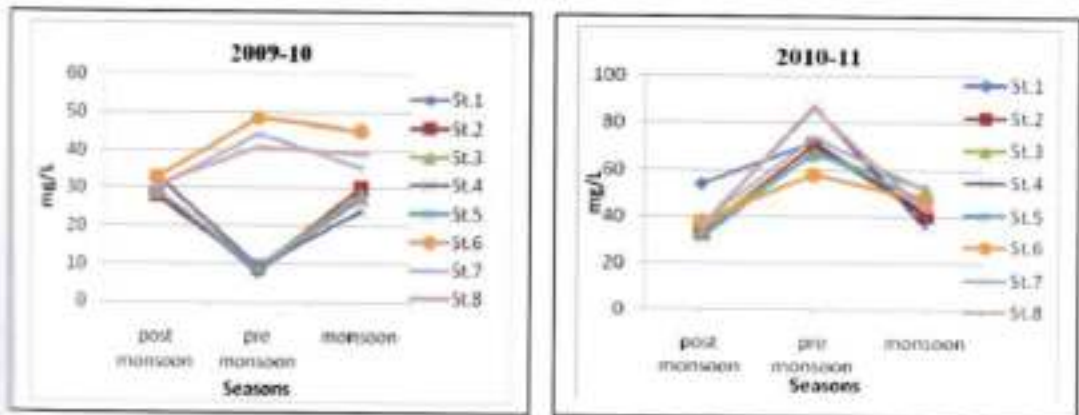 2009-10
60
50
40
30
20
10
0
mg/L
post monsoon
pre monsoon
monsoon
Seasons
St.1
St.2
St.3
St.4
St.5
St.6
St.7
St.8
2010-11
100
80
60
40
20
0
mg/L
post monsoon
pre monsoon
monsoon
Seasons
St.1
St.2
St.3
St.4
St.5
St.6
St.7
St.8